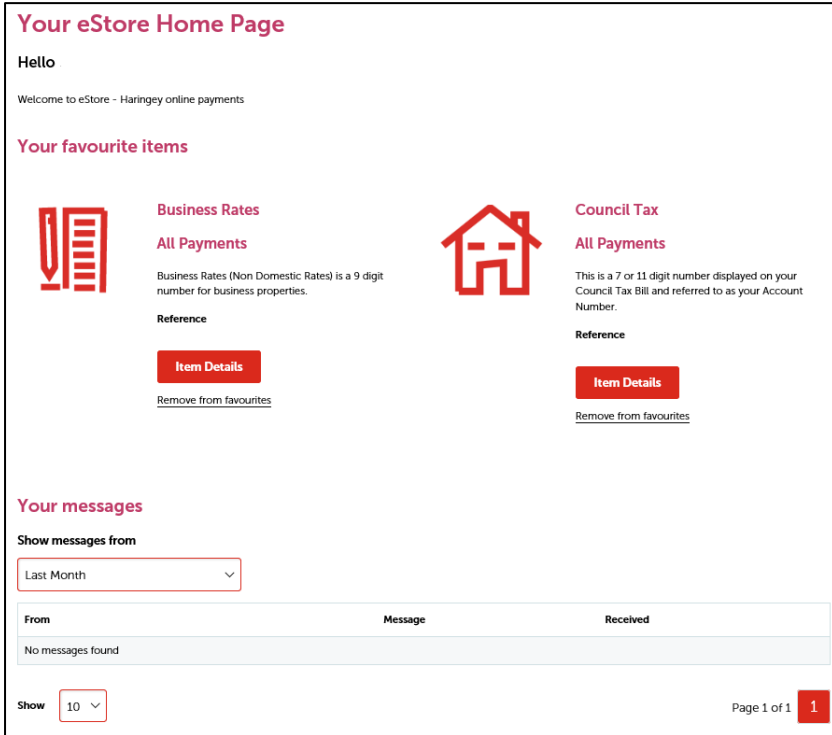 Your eStore Home Page
Hello
Welcome to eStore - Haringey online payments
Your favourite items
Business Rates
All Payments
Business Rates (Non Domestic Rates) is a 9 digit
number for business properties.
Reference
Item Details
Remove from favourites
Council Tax
All Payments
This is a 7 or 11 digit number displayed on your
Council Tax Bill and referred to as your Account
Number.
Reference
Item Details
Remove from favourites
Your messages
Show messages from
Last Month
From Message Received
No messages found
Show 10 Page 1 of 1 1